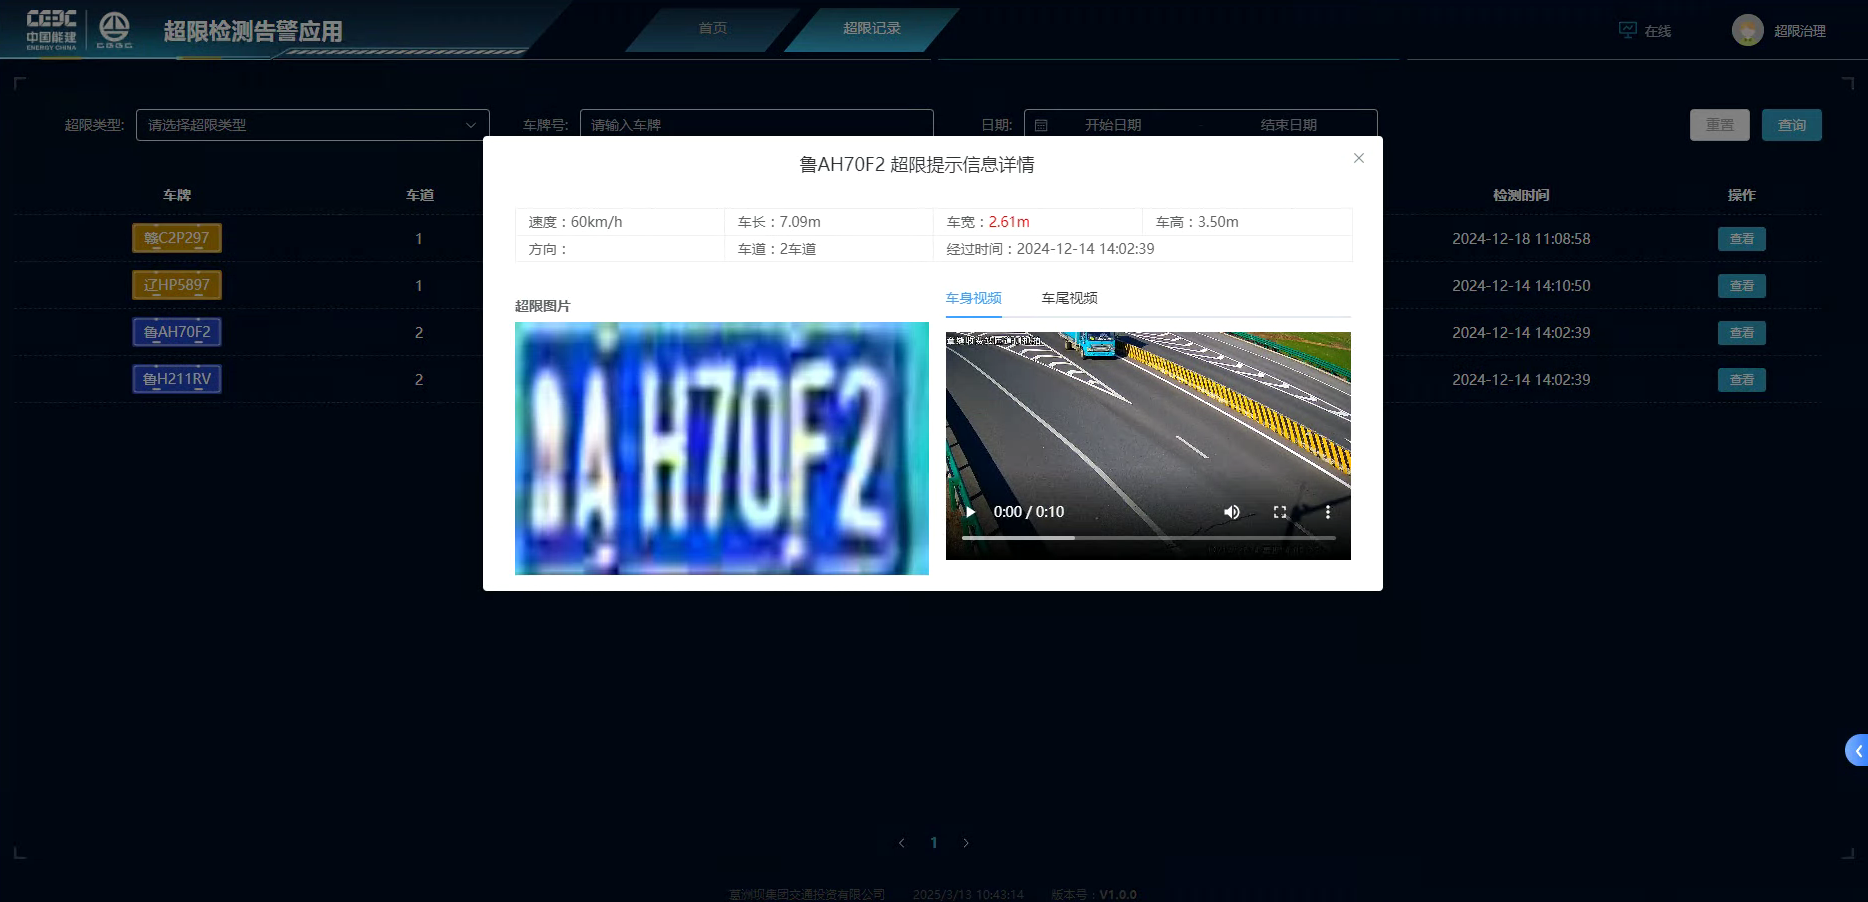 CEEC
中国能建
ENERGY CHINA
CGGC
超限检测告警应用
首页
超限记录
在线
超限治理
超限类型:
请选择超限类型
车牌号:
请输入车牌
日期:
开始日期
结束日期
重置
查询
鲁AH70F2 超限提示信息详情
车牌
车道
检测时间
操作
速度：60km/h
车长：7.09m
车宽：2.61m
车高：3.50m
方向：
车道：2车道
经过时间：2024-12-14 14:02:39
赣C2P297
1
2024-12-18 11:08:58
查看
辽HP5897
1
2024-12-14 14:10:50
查看
鲁AH70F2
2
2024-12-14 14:02:39
查看
鲁H211RV
2
2024-12-14 14:02:39
查看
超限图片
车身视频
车尾视频
A H70F2
0:00 / 0:10
1
葛洲坝集团交通投资有限公司
2025/3/13 10:43:14
版本号：V1.0.0